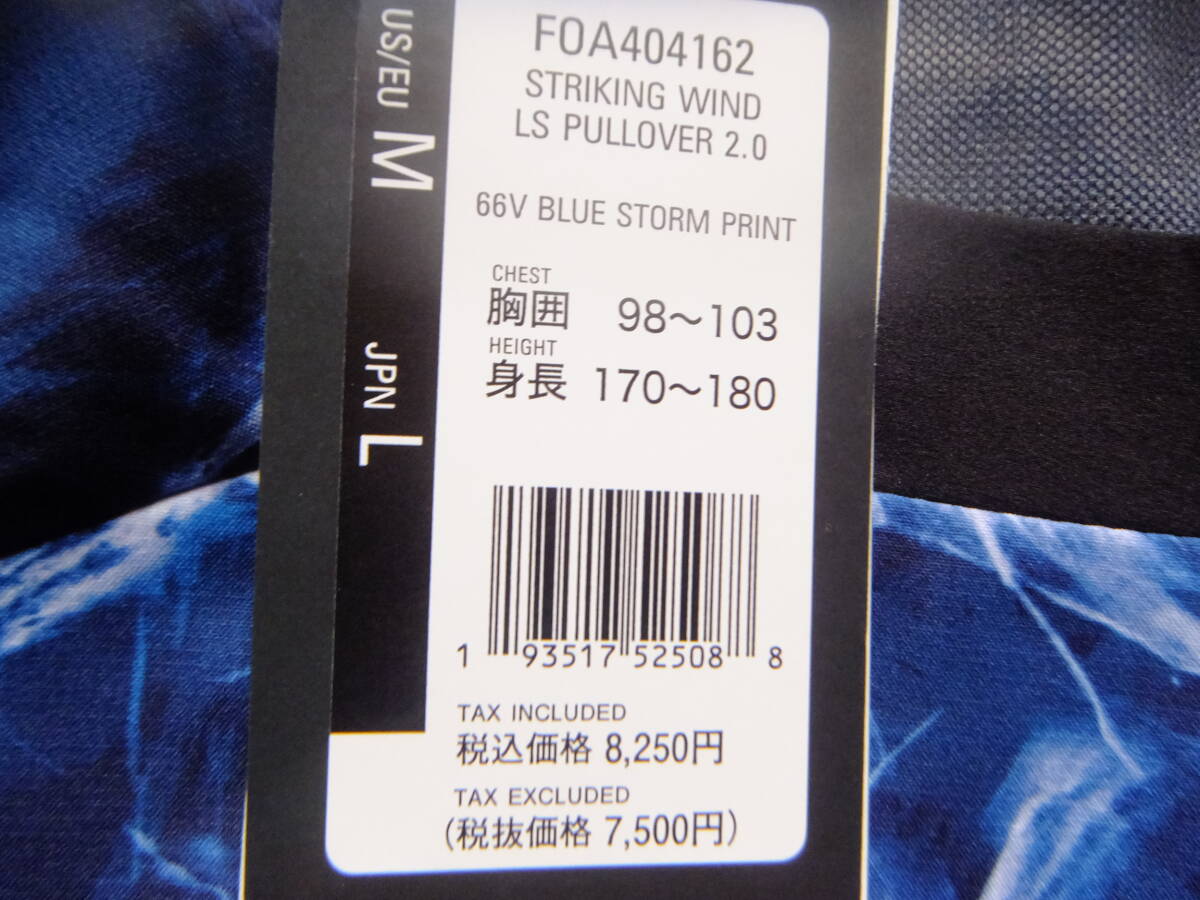 US/EU M
JPN L
FOA404162
STRIKING WIND
LS PULLOVER 2.0
66V BLUE STORM PRINT
CHEST
胸囲 98～103
HEIGHT
身長 170～180
1 93517 52508 8
TAX INCLUDED
税込価格 8,250円
TAX EXCLUDED
(税抜価格 7,500円)